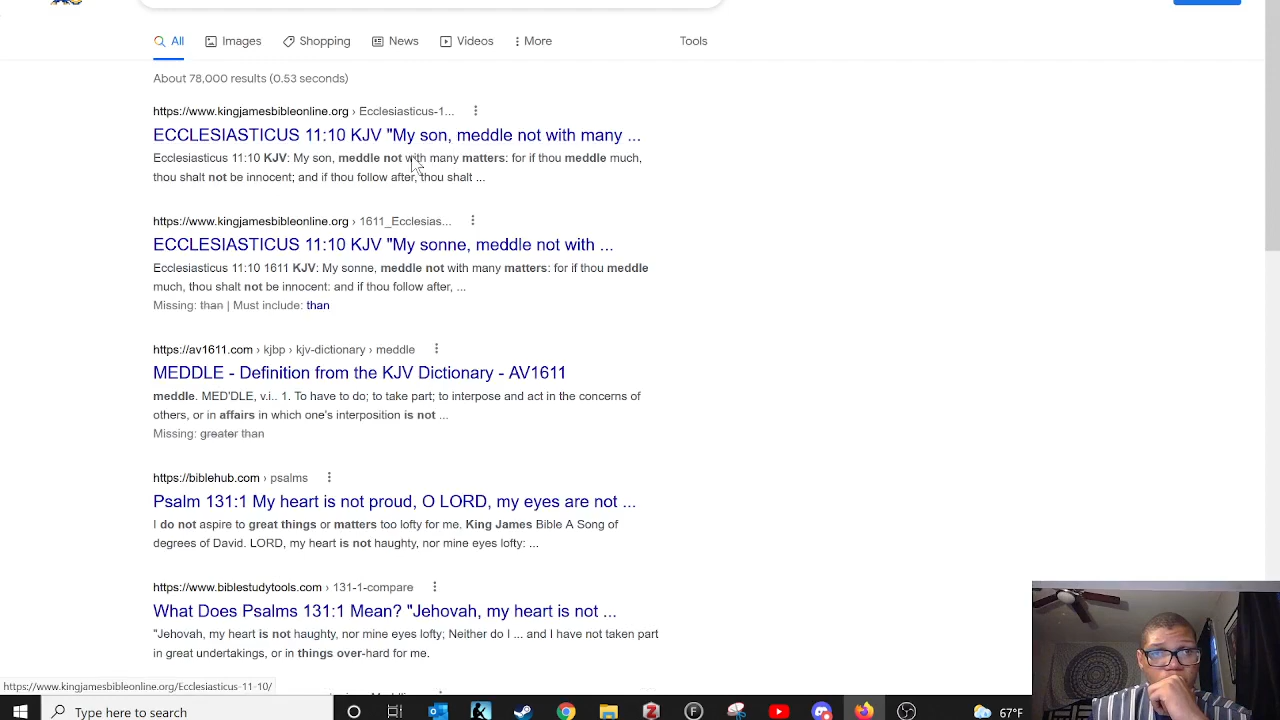 All Images Shopping News Videos More Tools
About 78,000 results (0.53 seconds)
https://www.kingjamesbibleonline.org › Ecclesiasticus-1...
ECCLESIASTICUS 11:10 KJV "My son, meddle not with many ...
Ecclesiasticus 11:10 KJV: My son, meddle not with many matters: for if thou meddle much,
thou shalt not be innocent; and if thou follow after, thou shalt ...
https://www.kingjamesbibleonline.org › 1611_Ecclesias...
ECCLESIASTICUS 11:10 KJV "My sonne, meddle not with ...
Ecclesiasticus 11:10 1611 KJV: My sonne, meddle not with many matters: for if thou meddle
much, thou shalt not be innocent: and if thou follow after, ...
Missing: than | Must include: than
https://av1611.com › kjbp › kjv-dictionary › meddle
MEDDLE - Definition from the KJV Dictionary - AV1611
meddle. MED'DLE, v.i.. 1. To have to do; to take part; to interpose and act in the concerns of
others, or in affairs in which one's interposition is not ...
Missing: greater than
https://biblehub.com › psalms
Psalm 131:1 My heart is not proud, O LORD, my eyes are not ...
I do not aspire to great things or matters too lofty for me. King James Bible A Song of
degrees of David. LORD, my heart is not haughty, nor mine eyes lofty: ...
https://www.biblestudytools.com › 131-1-compare
What Does Psalms 131:1 Mean? "Jehovah, my heart is not ...
"Jehovah, my heart is not haughty, nor mine eyes lofty; Neither do I ... and I have not taken part
in great undertakings, or in things over-hard for me.
https://www.kingjamesbibleonline.org/Ecclesiasticus-11-10/
Type here to search
67°F